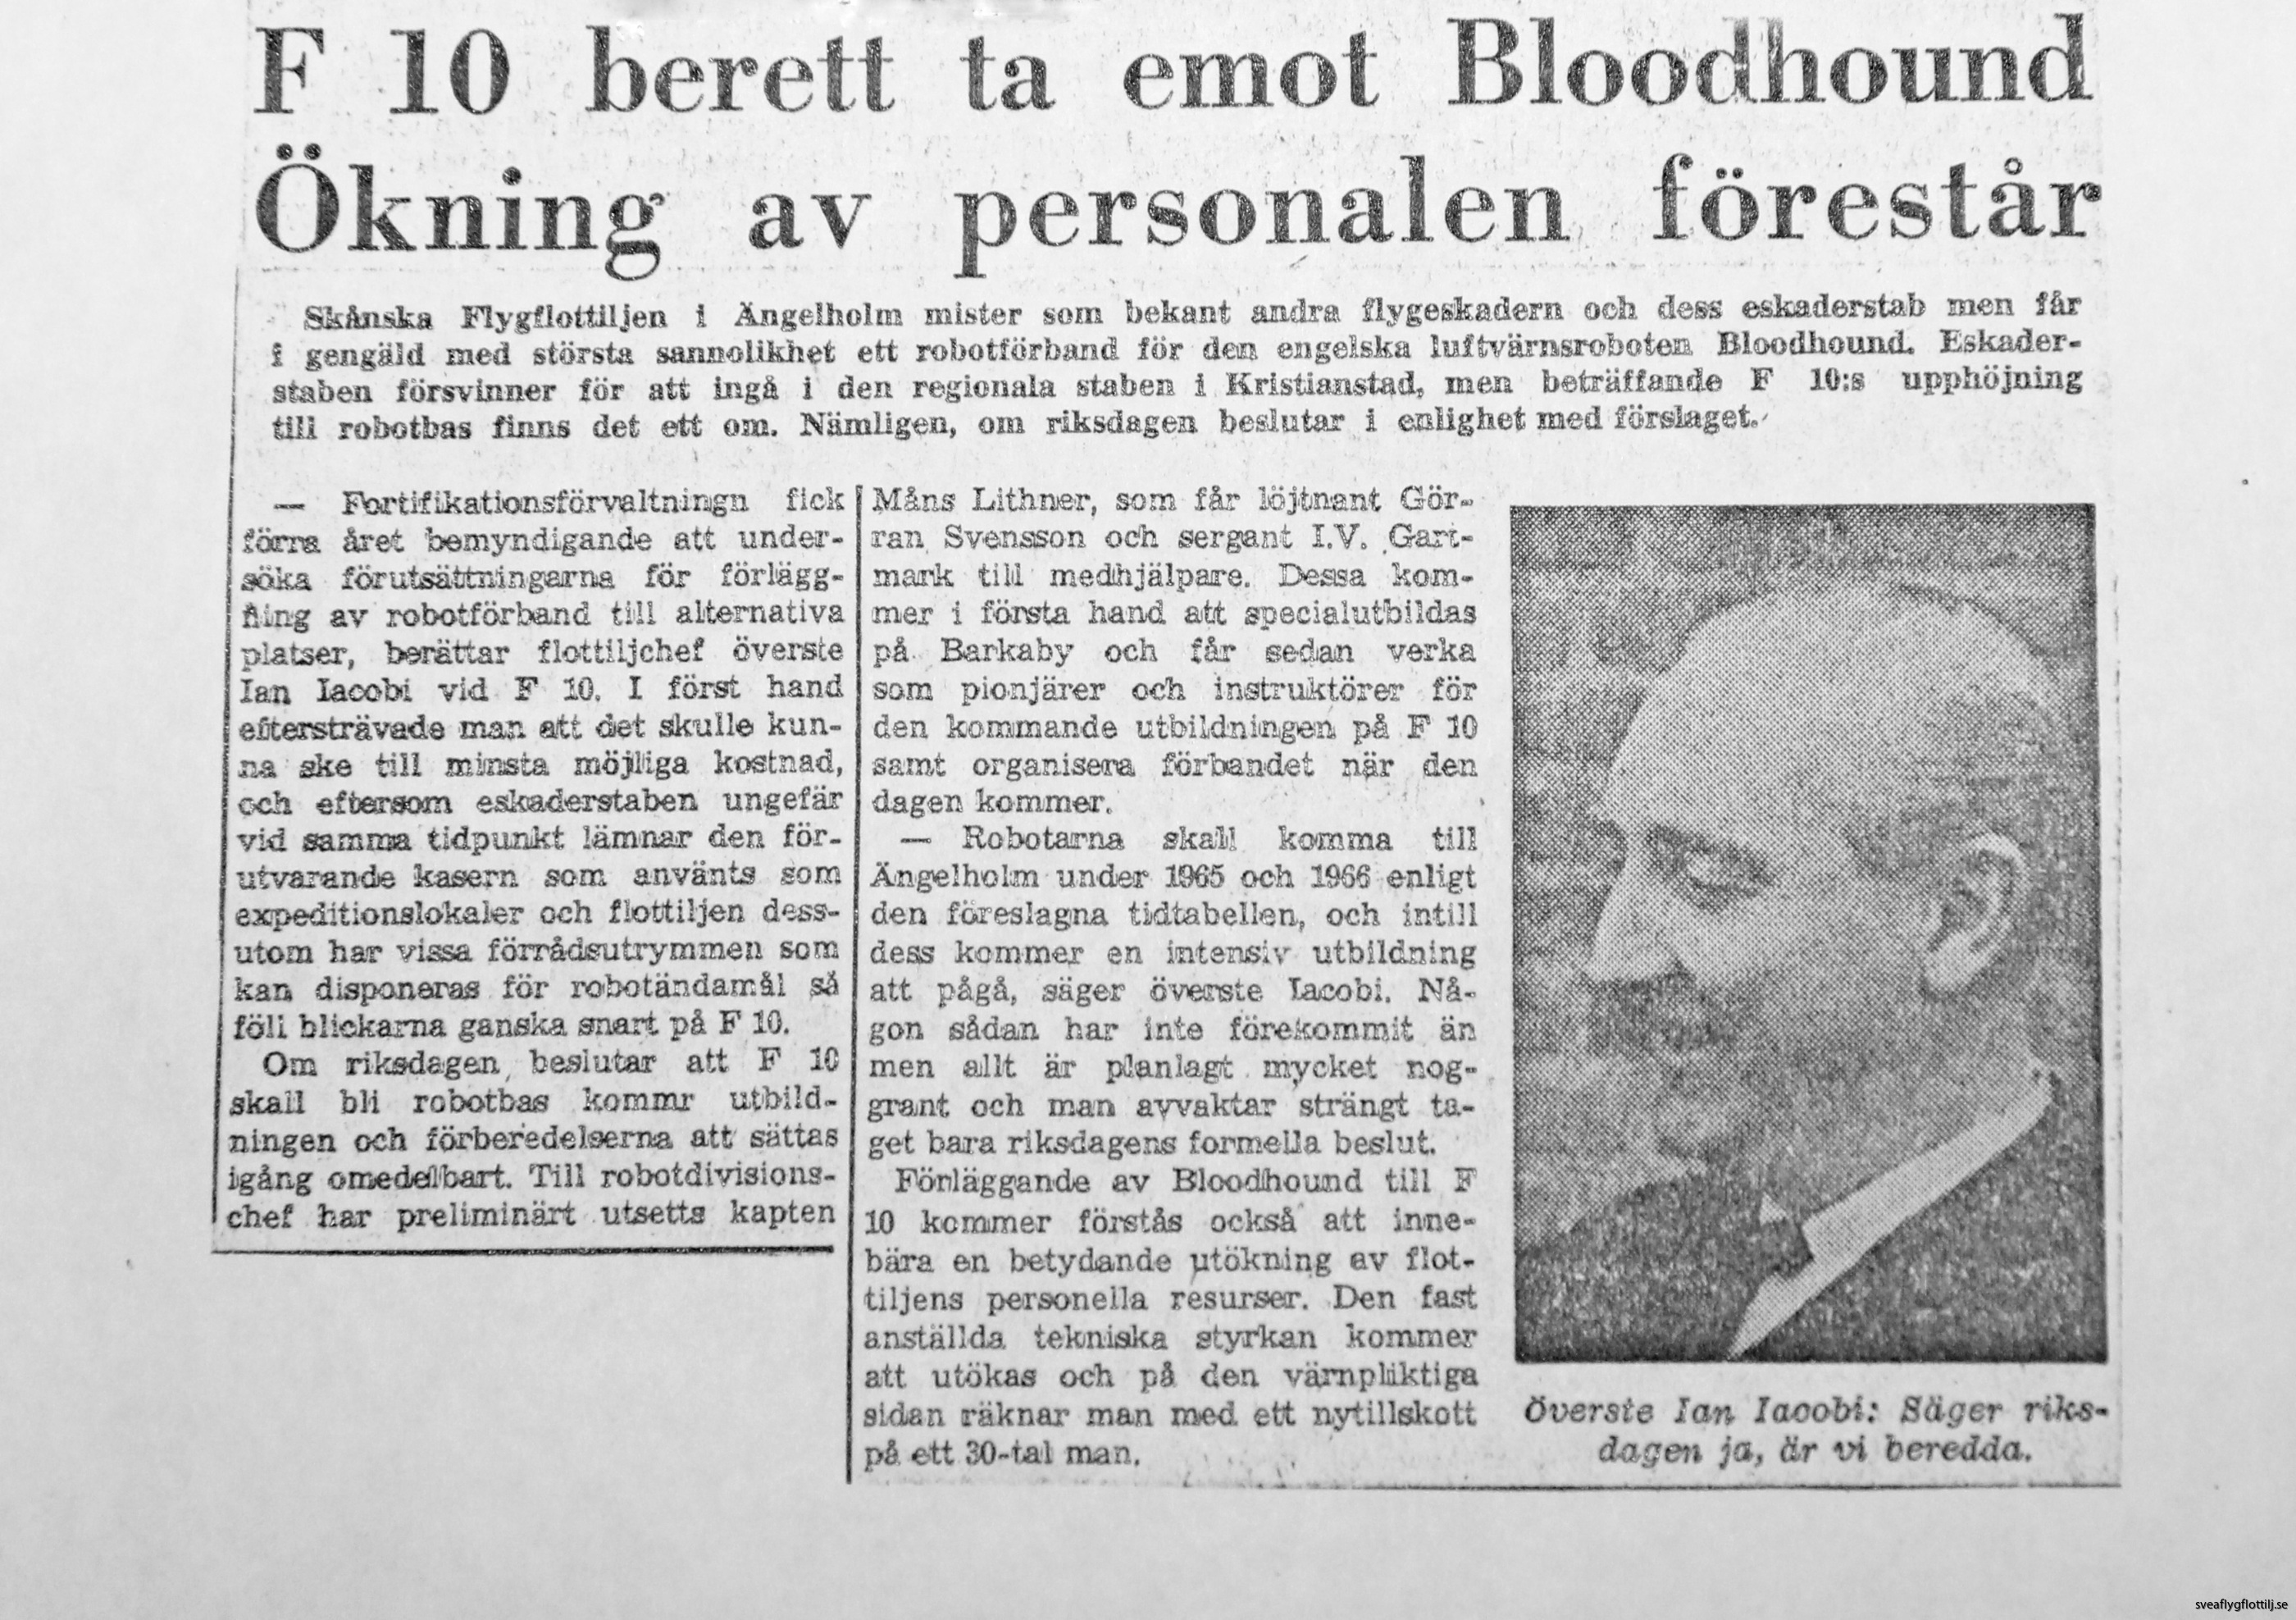 F 10 berett ta emot Bloodhound
Ökning av personalen förestår
Skånska Flygflottiljen i Ängelholm mister som bekant andra flygeskadern och dess eskaderstab men får
i gengäld med största sannolikhet ett robotförband för den engelska luftvärnsroboten Bloodhound. Eskader-
staben försvinner för att ingå i den regionala staben i Kristianstad, men beträffande F 10:s upphöjning
till robotbas finns det ett om. Nämligen, om riksdagen beslutar i enlighet med förslaget.
— Fortifikationsförvaltningn fick
förra året bemyndigande att under-
söka förutsättningarna för förlägg-
ning av robotförband till alternativa
platser, berättar flottiljchef överste
Ian Iacobi vid F 10. I först hand
eftersträvade man att det skulle kun-
na ske till minsta möjliga kostnad,
och eftersom eskaderstaben ungefär
vid samma tidpunkt lämnar den för-
utvarande kasern som använts som
expeditionslokaler och flottiljen dess-
utom har vissa förrådsutrymmen som
kan disponeras för robotändamål så
föll blickarna ganska snart på F 10.
Om riksdagen beslutar att F 10
skall bli robotbas kommr utbild-
ningen och förberedelserna att sättas
igång omedelbart. Till robotdivisions-
chef har preliminärt utsetts kapten
Måns Lithner, som får löjtnant Gör-
ran Svensson och sergant I.V. Gart-
mark till medhjälpare. Dessa kom-
mer i första hand att specialutbildas
på Barkaby och får sedan verka
som pionjärer och instruktörer för
den kommande utbildningen på F 10
samt organisera förbandet när den
dagen kommer.
— Robotarna skall komma till
Ängelholm under 1965 och 1966 enligt
den föreslagna tidtabellen, och intill
dess kommer en intensiv utbildning
att pågå, säger överste Iacobi. Nå-
gon sådan har inte förekommit än
men allt är planlagt mycket nog-
grant och man avvaktar strängt ta-
get bara riksdagens formella beslut.
Förläggande av Bloodhound till F
10 kommer förstås också att inne-
bära en betydande utökning av flot-
tiljens personella resurser. Den fast
anställda tekniska styrkan kommer
att utökas och på den värnpliktiga
sidan räknar man med ett nytillskott
på ett 30-tal man.
Överste Ian Iacobi: Säger riks-
dagen ja, är vi beredda.
sveaflygflottilj.se